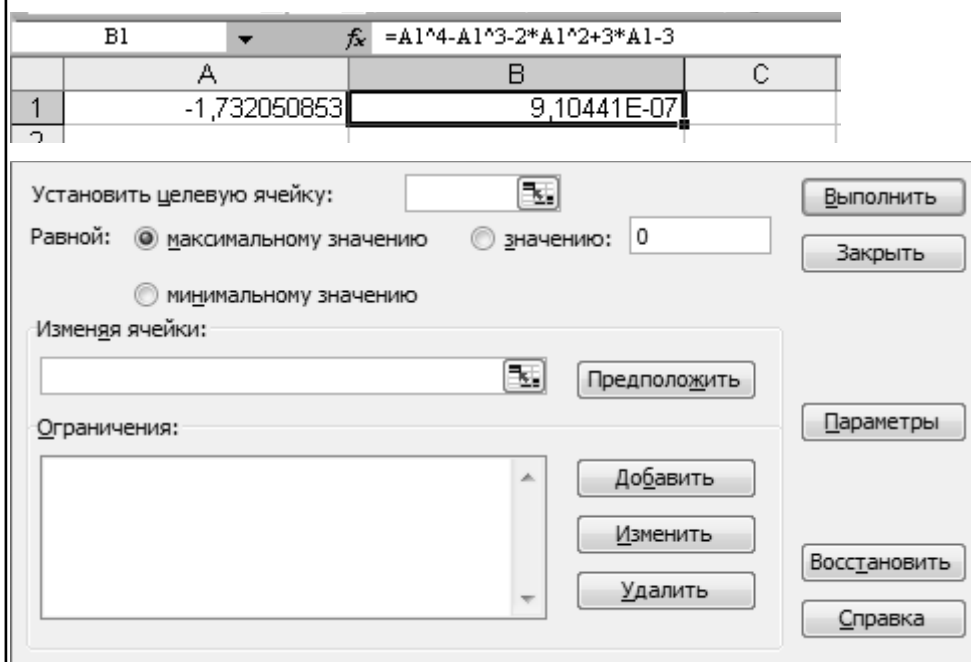 B1 fx =A1^4-A1^3-2*A1^2+3*A1-3
A B C
1 -1,732050853 9,10441E-07
2
Установить целевую ячейку:
Выполнить
Равной: максимальному значению значению: 0
Закрыть
минимальному значению
Изменяя ячейки:
Предположить
Ограничения:
Параметры
Добавить
Изменить
Восстановить
Удалить
Справка